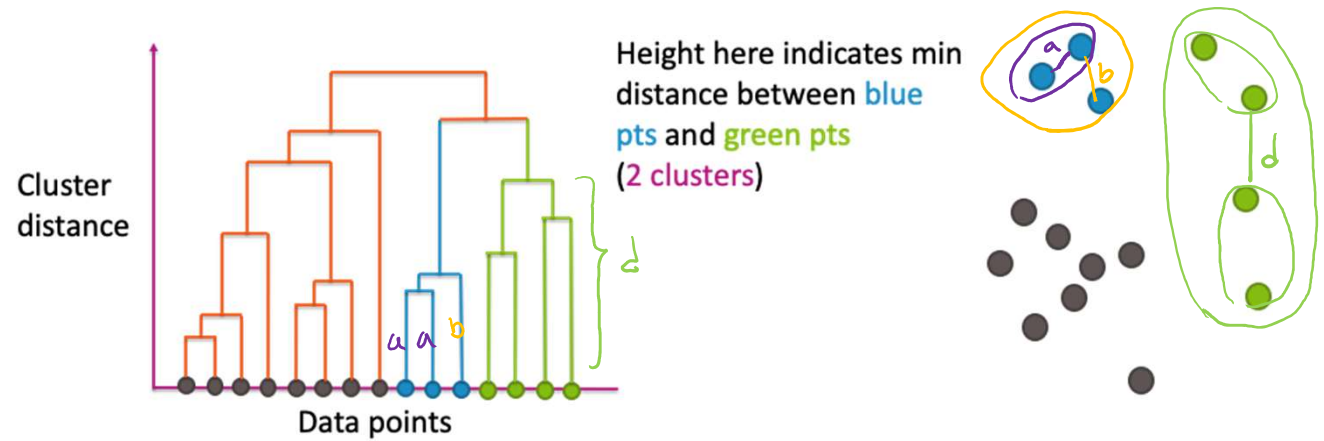 Height here indicates min
distance between blue
pts and green pts
(2 clusters)
Cluster
distance
Data points
a
a
b
d
a
b
d